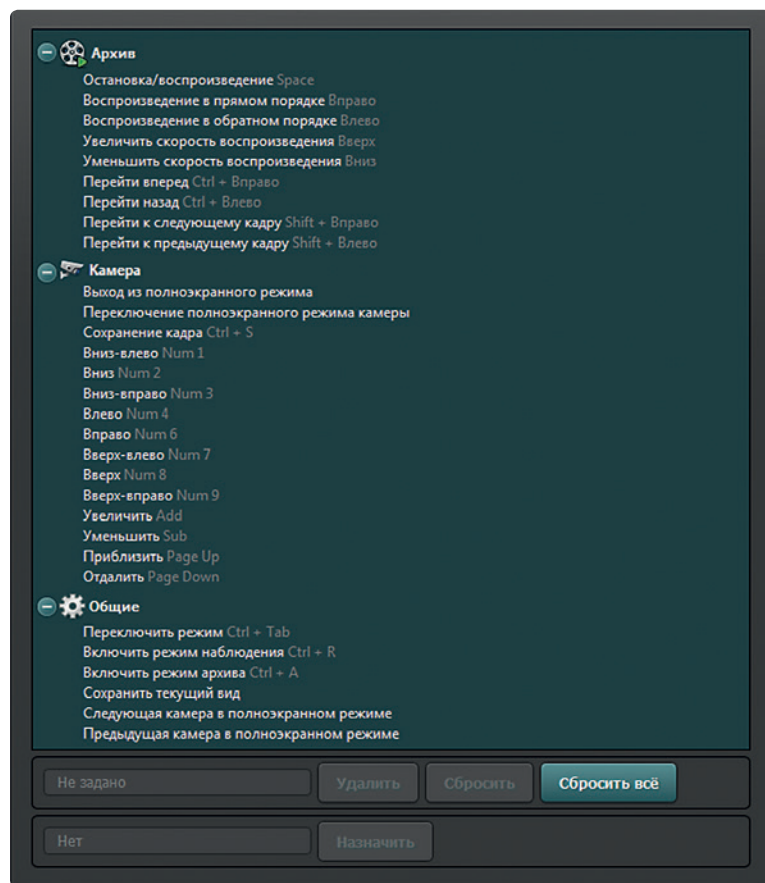 Архив
Остановка/воспроизведение Space
Воспроизведение в прямом порядке Вправо
Воспроизведение в обратном порядке Влево
Увеличить скорость воспроизведения Вверх
Уменьшить скорость воспроизведения Вниз
Перейти вперед Ctrl + Вправо
Перейти назад Ctrl + Влево
Перейти к следующему кадру Shift + Вправо
Перейти к предыдущему кадру Shift + Влево
Камера
Выход из полноэкранного режима
Переключение полноэкранного режима камеры
Сохранение кадра Ctrl + S
Вниз-влево Num 1
Вниз Num 2
Вниз-вправо Num 3
Влево Num 4
Вправо Num 6
Вверх-влево Num 7
Вверх Num 8
Вверх-вправо Num 9
Увеличить Add
Уменьшить Sub
Приблизить Page Up
Отдалить Page Down
Общие
Переключить режим Ctrl + Tab
Включить режим наблюдения Ctrl + R
Включить режим архива Ctrl + A
Сохранить текущий вид
Следующая камера в полноэкранном режиме
Предыдущая камера в полноэкранном режиме
Не задано Удалить Сбросить Сбросить всё
Нет Назначить